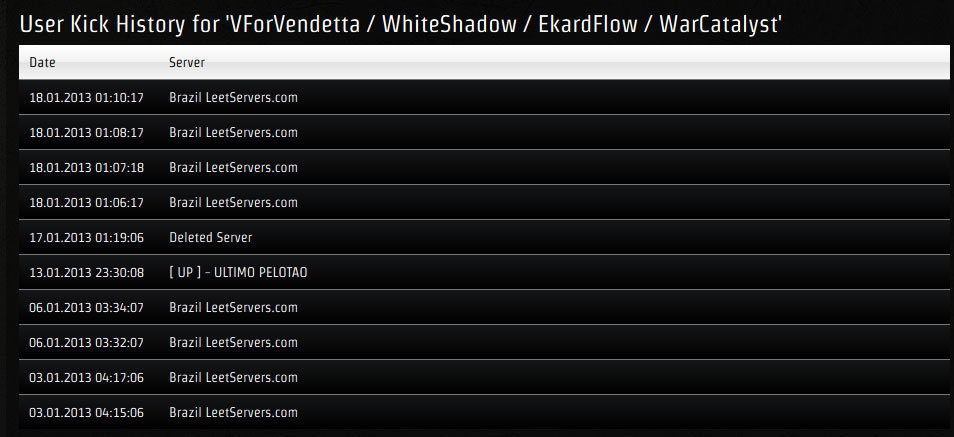 User Kick History for 'VForVendetta / WhiteShadow / EkardFlow / WarCatalyst'
Date Server
18.01.2013 01:10:17 Brazil LeetServers.com
18.01.2013 01:08:17 Brazil LeetServers.com
18.01.2013 01:07:18 Brazil LeetServers.com
18.01.2013 01:06:17 Brazil LeetServers.com
17.01.2013 01:19:06 Deleted Server
13.01.2013 23:30:08 [ UP ] - ULTIMO PELOTAO
06.01.2013 03:34:07 Brazil LeetServers.com
06.01.2013 03:32:07 Brazil LeetServers.com
03.01.2013 04:17:06 Brazil LeetServers.com
03.01.2013 04:15:06 Brazil LeetServers.com